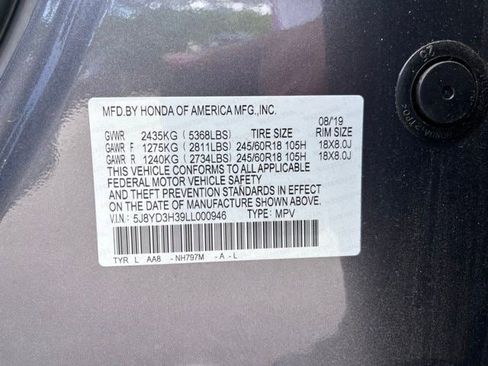 MFD.BY HONDA OF AMERICA MFG.,INC.
08/19
GVWR 2435KG ( 5368LBS) TIRE SIZE RIM SIZE
GAWR F 1275KG ( 2811LBS) 245/60R18 105H 18X8.0J
GAWR R 1240KG ( 2734LBS) 245/60R18 105H 18X8.0J
THIS VEHICLE CONFORMS TO ALL APPLICABLE
FEDERAL MOTOR VEHICLE SAFETY
AND THEFT PREVENTION STANDARDS IN EFFECT
ON THE DATE OF MANUFACTURE SHOWN ABOVE.
V.I.N.: 5J8YD3H39LL000946 TYPE: MPV
TYR L AA8 - NH797M - A - L